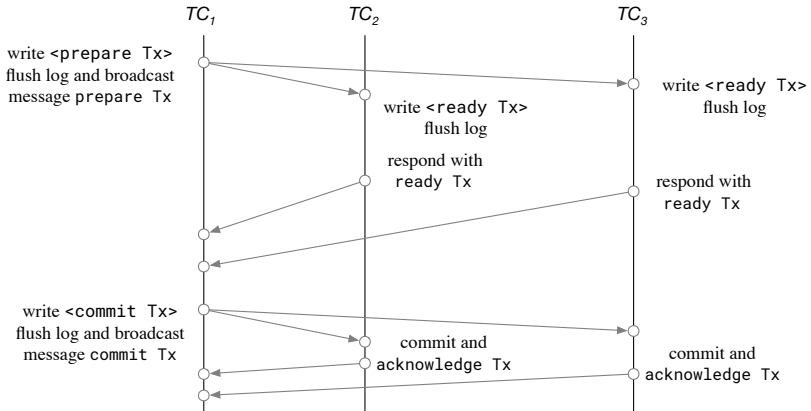 TC1 TC2 TC3
write <prepare Tx>
flush log and broadcast
message prepare Tx
write <ready Tx>
flush log
write <ready Tx>
flush log
respond with
ready Tx
respond with
ready Tx
write <commit Tx>
flush log and broadcast
message commit Tx
commit and
acknowledge Tx
commit and
acknowledge Tx